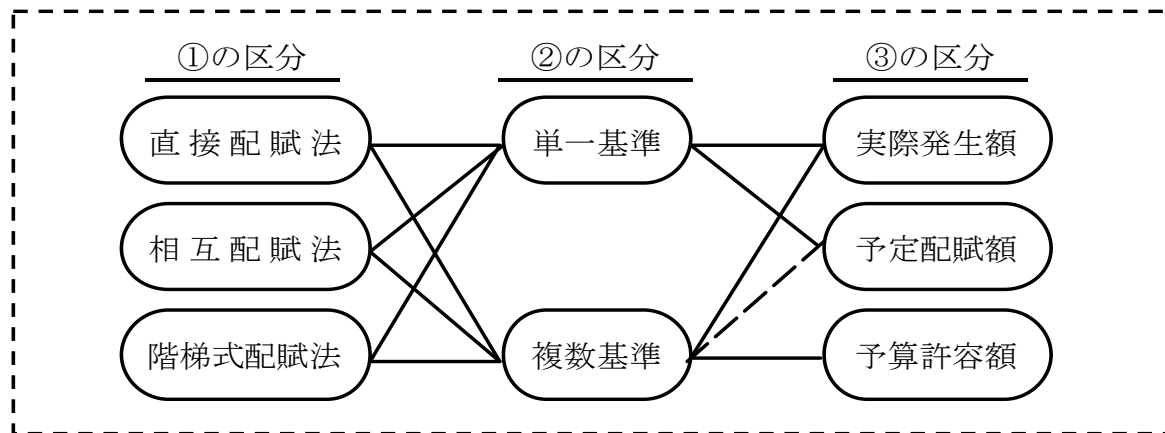 ①の区分 ②の区分 ③の区分
直接配賦法 単一基準 実際発生額
相互配賦法 予定配賦額
階梯式配賦法 複数基準 予算許容額